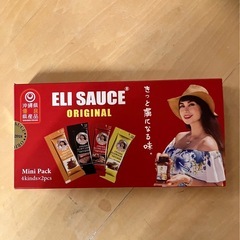 沖縄県
優良
県産品
ELI SAUCE®
ORIGINAL
きっと癖になる味。
Mini Pack
4kinds×2pcs